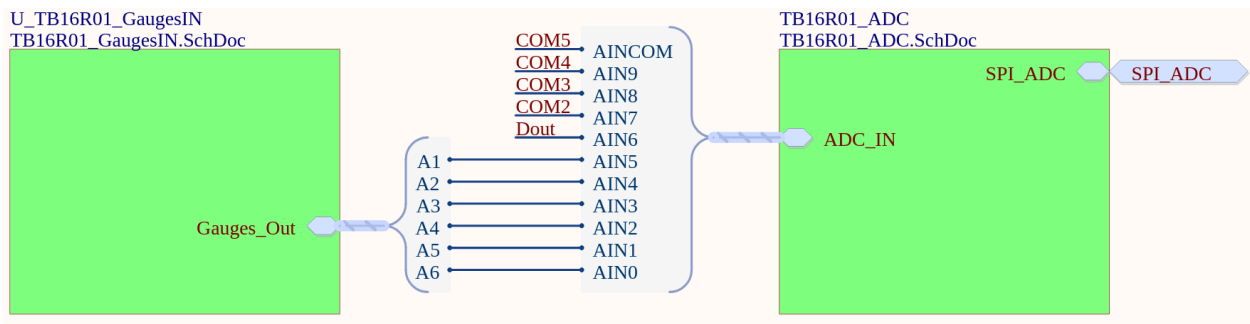 U_TB16R01_GaugesIN
TB16R01_GaugesIN.SchDoc
Gauges_Out
A1
A2
A3
A4
A5
A6
COM5
COM4
COM3
COM2
Dout
AINCOM
AIN9
AIN8
AIN7
AIN6
AIN5
AIN4
AIN3
AIN2
AIN1
AIN0
TB16R01_ADC
TB16R01_ADC.SchDoc
SPI_ADC
SPI_ADC
ADC_IN